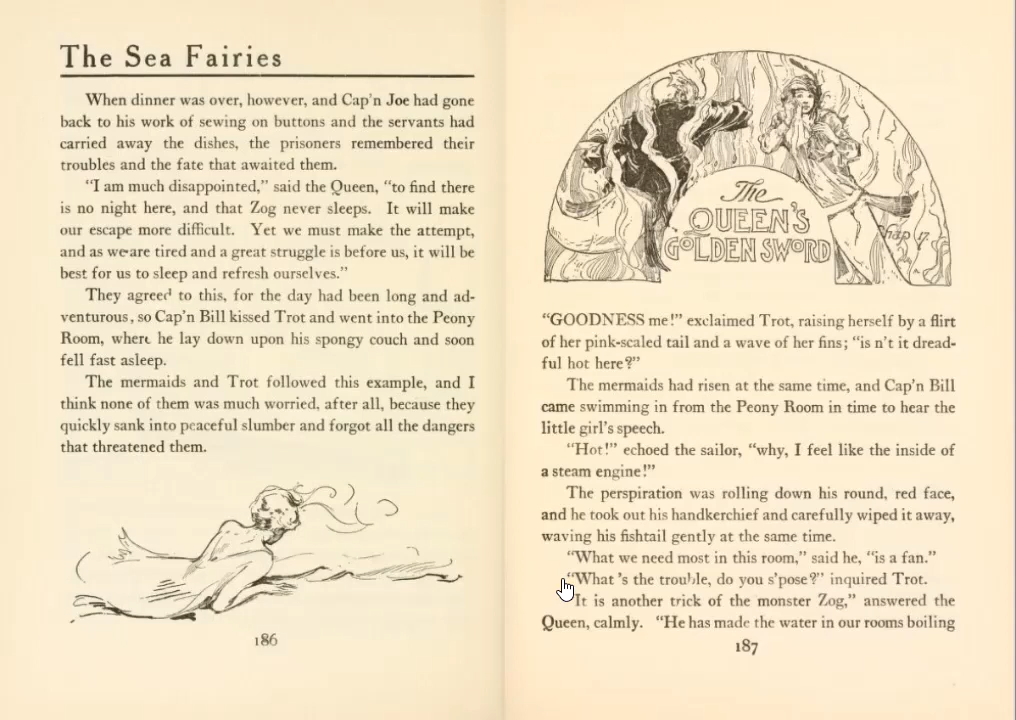 The Sea Fairies
When dinner was over, however, and Cap'n Joe had gone
back to his work of sewing on buttons and the servants had
carried away the dishes, the prisoners remembered their
troubles and the fate that awaited them.
"I am much disappointed," said the Queen, "to find there
is no night here, and that Zog never sleeps. It will make
our escape more difficult. Yet we must make the attempt,
and as we are tired and a great struggle is before us, it will be
best for us to sleep and refresh ourselves."
They agreed to this, for the day had been long and ad-
venturous, so Cap'n Bill kissed Trot and went into the Peony
Room, where he lay down upon his spongy couch and soon
fell fast asleep.
The mermaids and Trot followed this example, and I
think none of them was much worried, after all, because they
quickly sank into peaceful slumber and forgot all the dangers
that threatened them.
186
The
QUEEN'S
GOLDEN SWORD
Chap 17.
"GOODNESS me!" exclaimed Trot, raising herself by a flirt
of her pink-scaled tail and a wave of her fins; "is n't it dread-
ful hot here?"
The mermaids had risen at the same time, and Cap'n Bill
came swimming in from the Peony Room in time to hear the
little girl's speech.
"Hot!" echoed the sailor, "why, I feel like the inside of
a steam engine!"
The perspiration was rolling down his round, red face,
and he took out his handkerchief and carefully wiped it away,
waving his fishtail gently at the same time.
"What we need most in this room," said he, "is a fan."
"What 's the trouble, do you s'pose?" inquired Trot.
"It is another trick of the monster Zog," answered the
Queen, calmly. "He has made the water in our rooms boiling
187